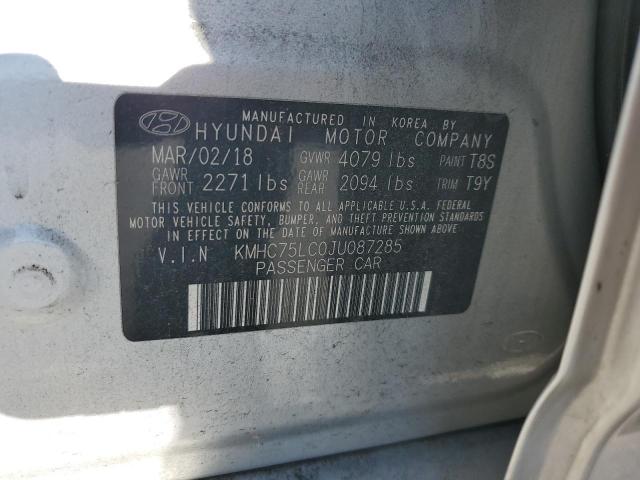 MANUFACTURED IN KOREA BY
HYUNDAI MOTOR COMPANY
MAR/02/18 GVWR 4079 lbs PAINT T8S
GAWR FRONT 2271 lbs GAWR REAR 2094 lbs TRIM T9Y
THIS VEHICLE CONFORMS TO ALL APPLICABLE U.S.A. FEDERAL
MOTOR VEHICLE SAFETY, BUMPER, AND THEFT PREVENTION STANDARDS
IN EFFECT ON THE DATE OF MANUFACTURE SHOWN ABOVE.
V.I.N KMHC75LC0JU087285
PASSENGER CAR